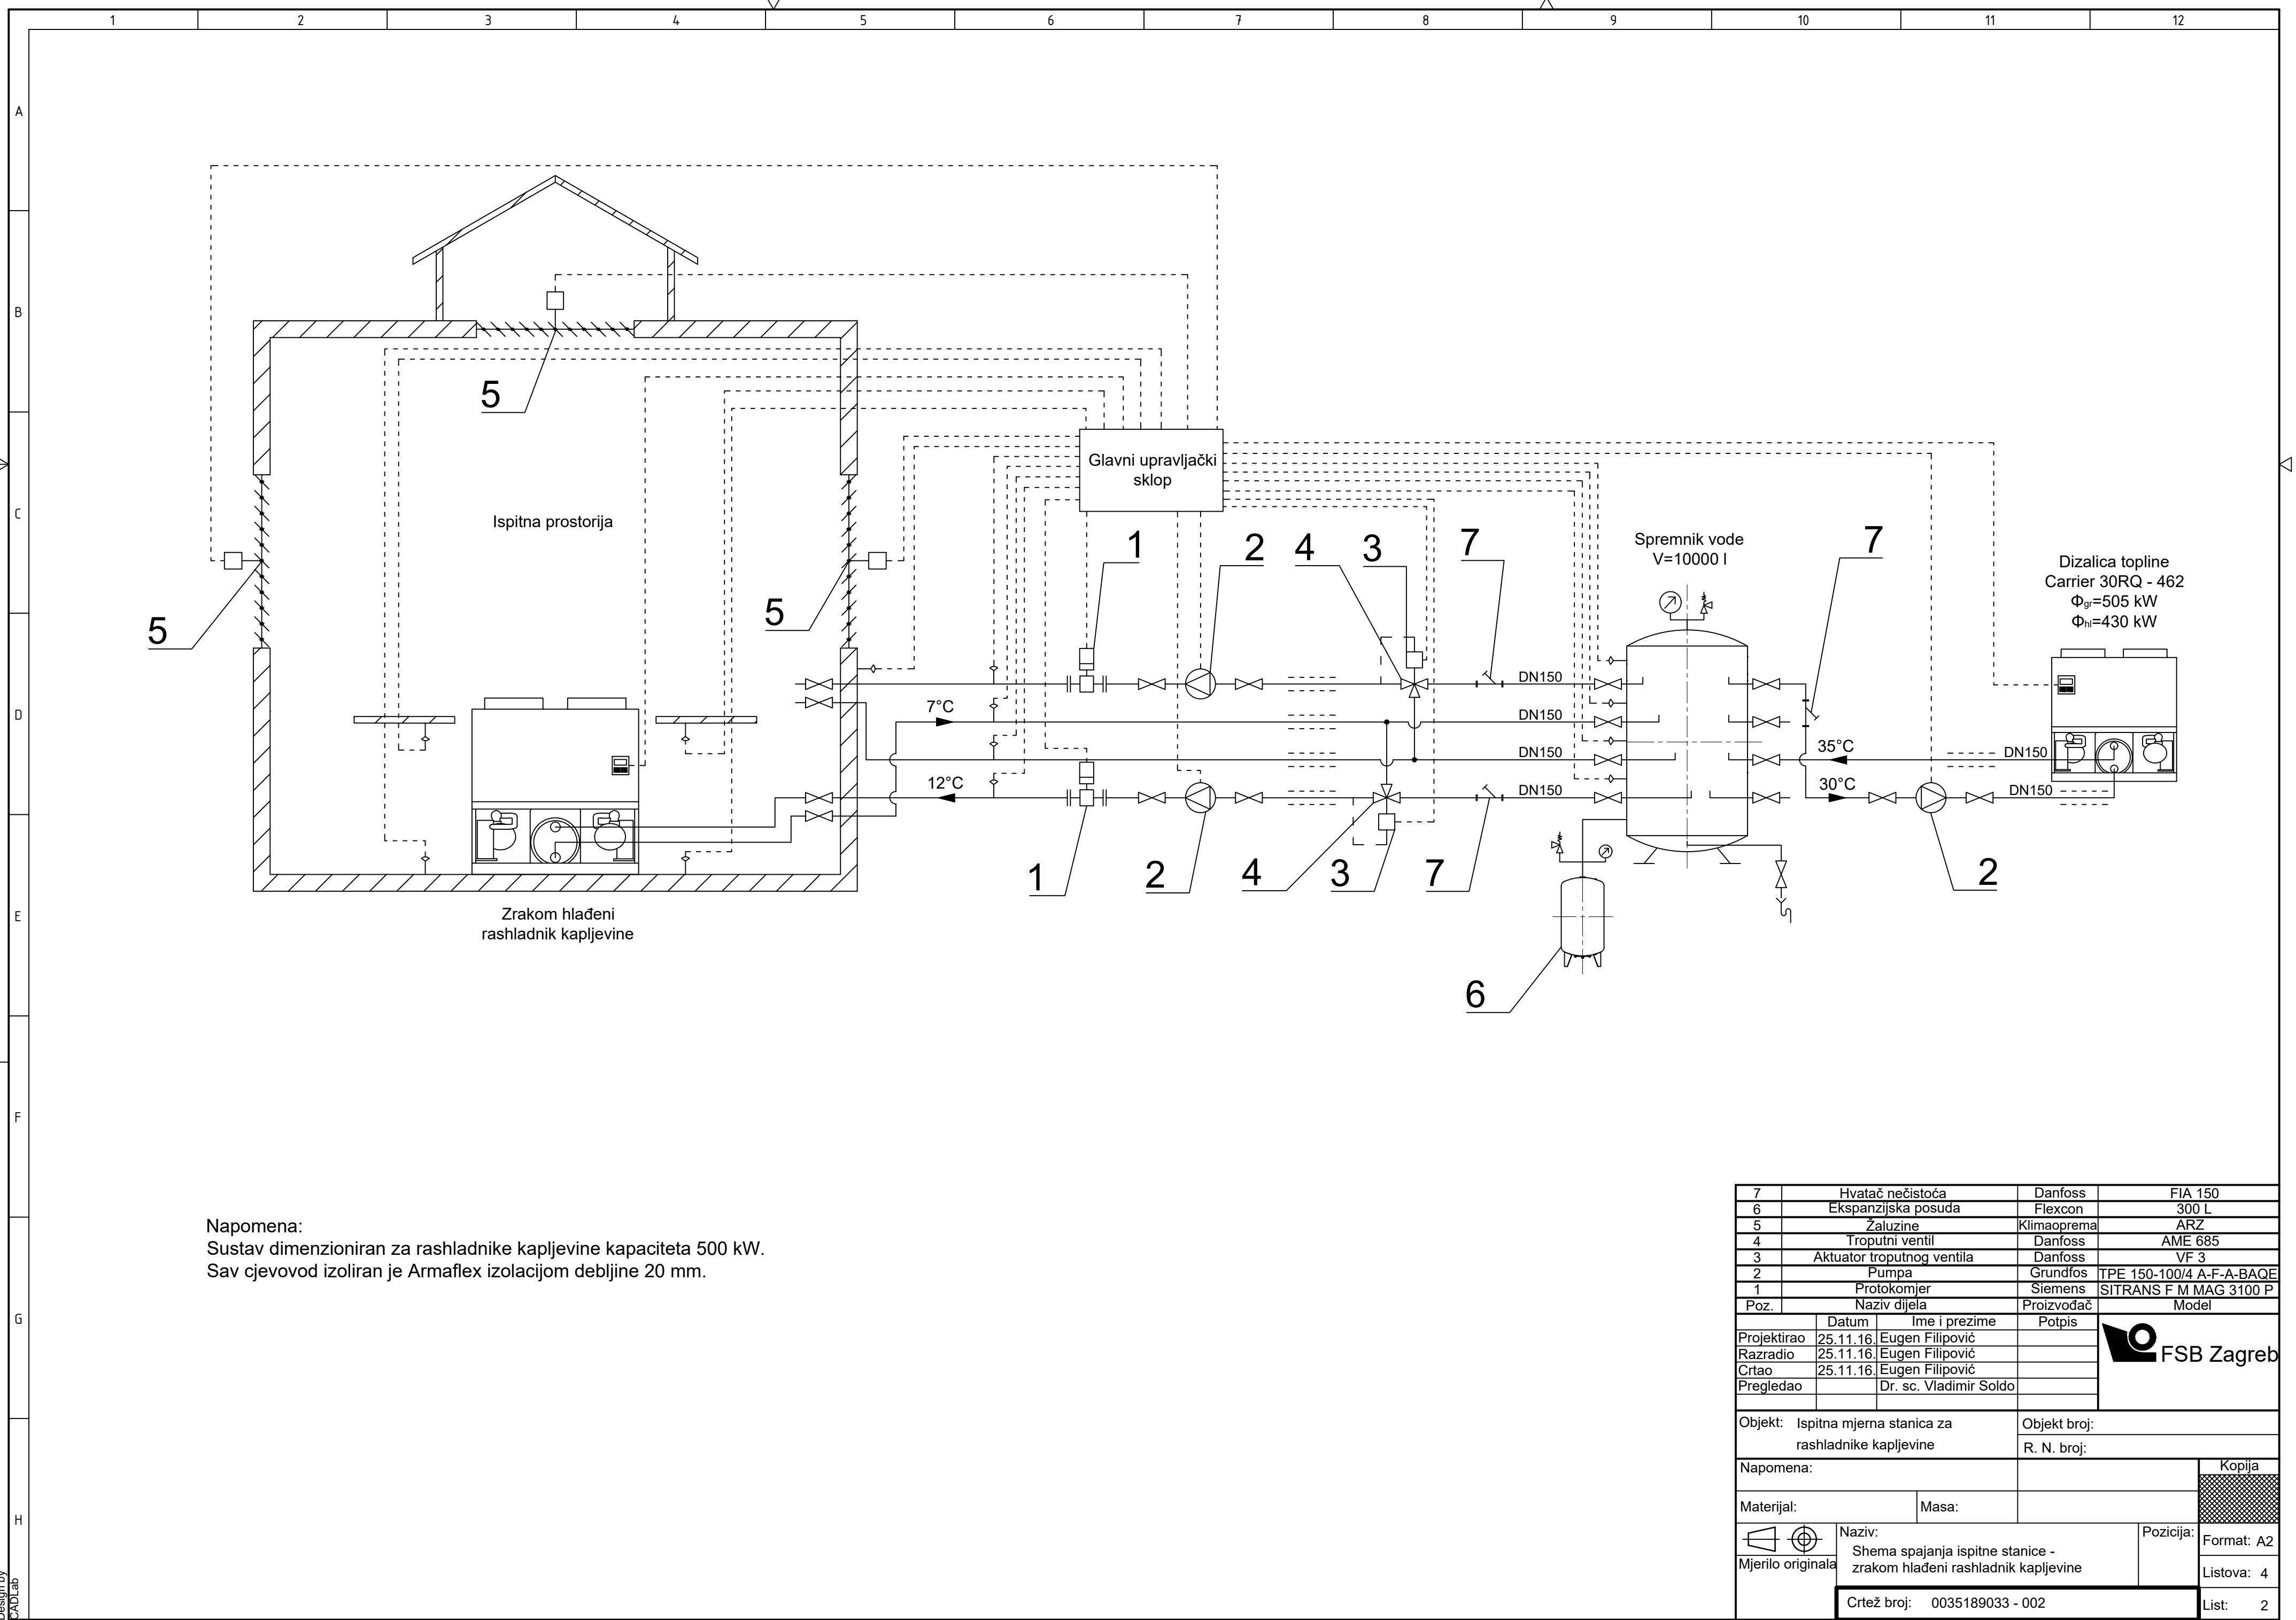 1 2 3 4 5 6 7 8 9 10 11 12
A
B
C
D
E
F
G
H
5
Glavni upravljački
sklop
Ispitna prostorija
1
2
4
3
7
Spremnik vode
V=10000 l
7
Dizalica topline
Carrier 30RQ - 462
Φgr=505 kW
Φhl=430 kW
5
5
DN150
7°C
DN150
DN150
35°C
DN150
12°C
DN150
30°C
DN150
1
2
4
3
7
2
Zrakom hlađeni
rashladnik kapljevine
6
Napomena:
Sustav dimenzioniran za rashladnike kapljevine kapaciteta 500 kW.
Sav cjevovod izoliran je Armaflex izolacijom debljine 20 mm.
7 Hvatač nečistoća Danfoss FIA 150
6 Ekspanzijska posuda Flexcon 300 L
5 Žaluzine Klimaoprema ARZ
4 Troputni ventil Danfoss AME 685
3 Aktuator troputnog ventila Danfoss VF 3
2 Pumpa Grundfos TPE 150-100/4 A-F-A-BAQE
1 Protokomjer Siemens SITRANS F M MAG 3100 P
Poz. Naziv dijela Proizvođač Model
Datum Ime i prezime Potpis
Projektirao 25.11.16. Eugen Filipović
Razradio 25.11.16. Eugen Filipović
Crtao 25.11.16. Eugen Filipović
Pregledao Dr. sc. Vladimir Soldo
FSB Zagreb
Objekt: Ispitna mjerna stanica za
rashladnike kapljevine
Objekt broj:
R. N. broj:
Napomena:
Kopija
Materijal: Masa:
Naziv:
Shema spajanja ispitne stanice -
zrakom hlađeni rashladnik kapljevine
Pozicija:
Format: A2
Mjerilo originala
Listova: 4
Crtež broj: 0035189033 - 002
List: 2
Design by
CADLab